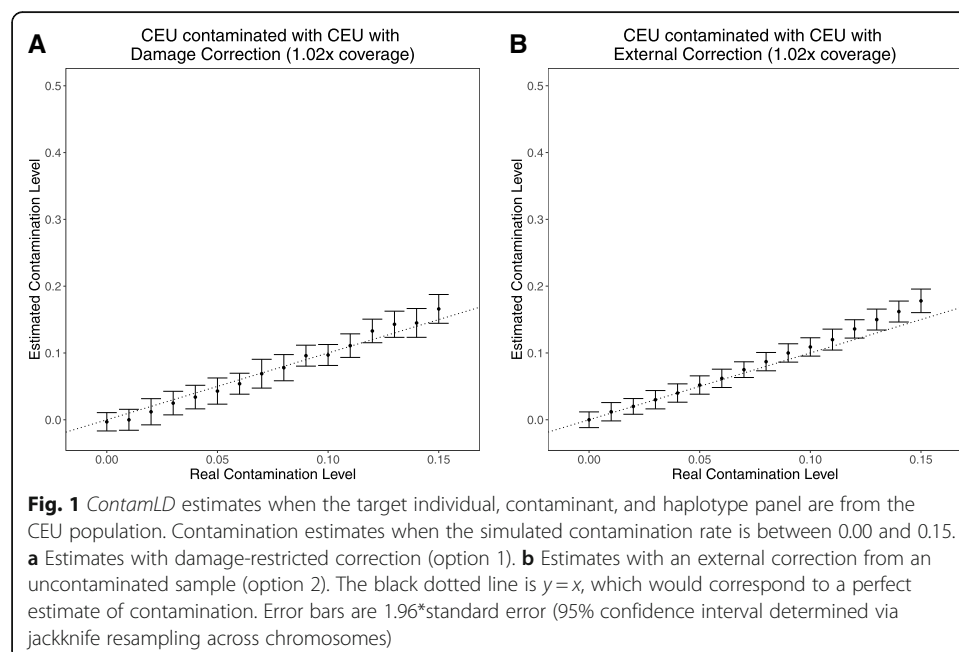 A
CEU contaminated with CEU with
Damage Correction (1.02x coverage)
Estimated Contamination Level
0.5
0.4
0.3
0.2
0.1
0.0
0.00
0.05
0.10
0.15
Real Contamination Level
B
CEU contaminated with CEU with
External Correction (1.02x coverage)
Estimated Contamination Level
0.5
0.4
0.3
0.2
0.1
0.0
0.00
0.05
0.10
0.15
Real Contamination Level
Fig. 1 ContamLD estimates when the target individual, contaminant, and haplotype panel are from the
CEU population. Contamination estimates when the simulated contamination rate is between 0.00 and 0.15.
a Estimates with damage-restricted correction (option 1). b Estimates with an external correction from an
uncontaminated sample (option 2). The black dotted line is y = x, which would correspond to a perfect
estimate of contamination. Error bars are 1.96*standard error (95% confidence interval determined via
jackknife resampling across chromosomes)